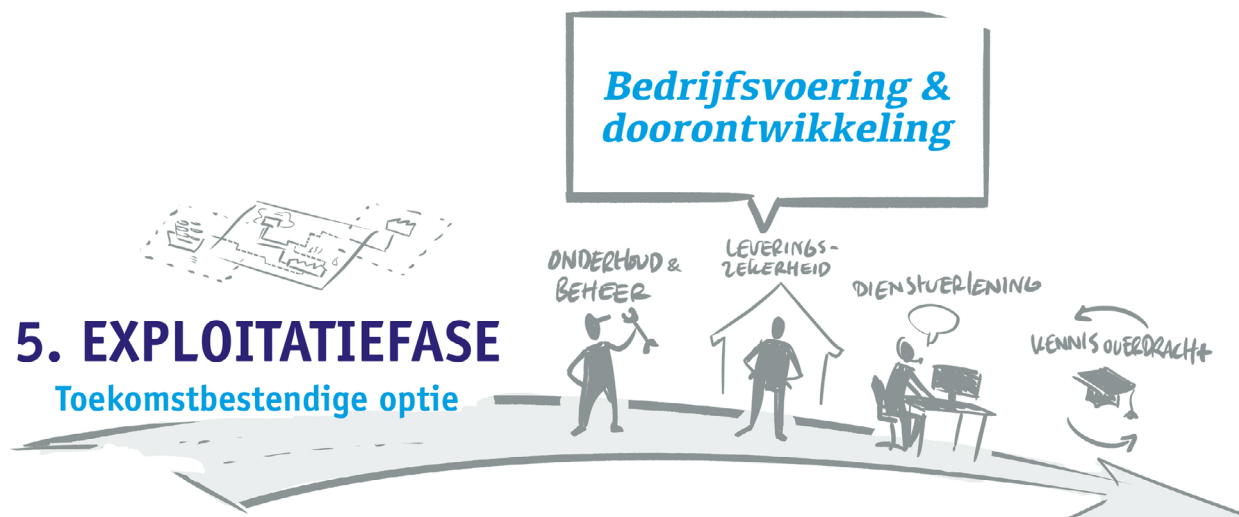 Bedrijfsvoering &
doorontwikkeling
ONDERHOUD &
BEHEER
LEVERINGS-
ZEKERHEID
DIENSTVERLENING
KENNISOVERDRACHT
5. EXPLOITATIEFASE
Toekomstbestendige optie